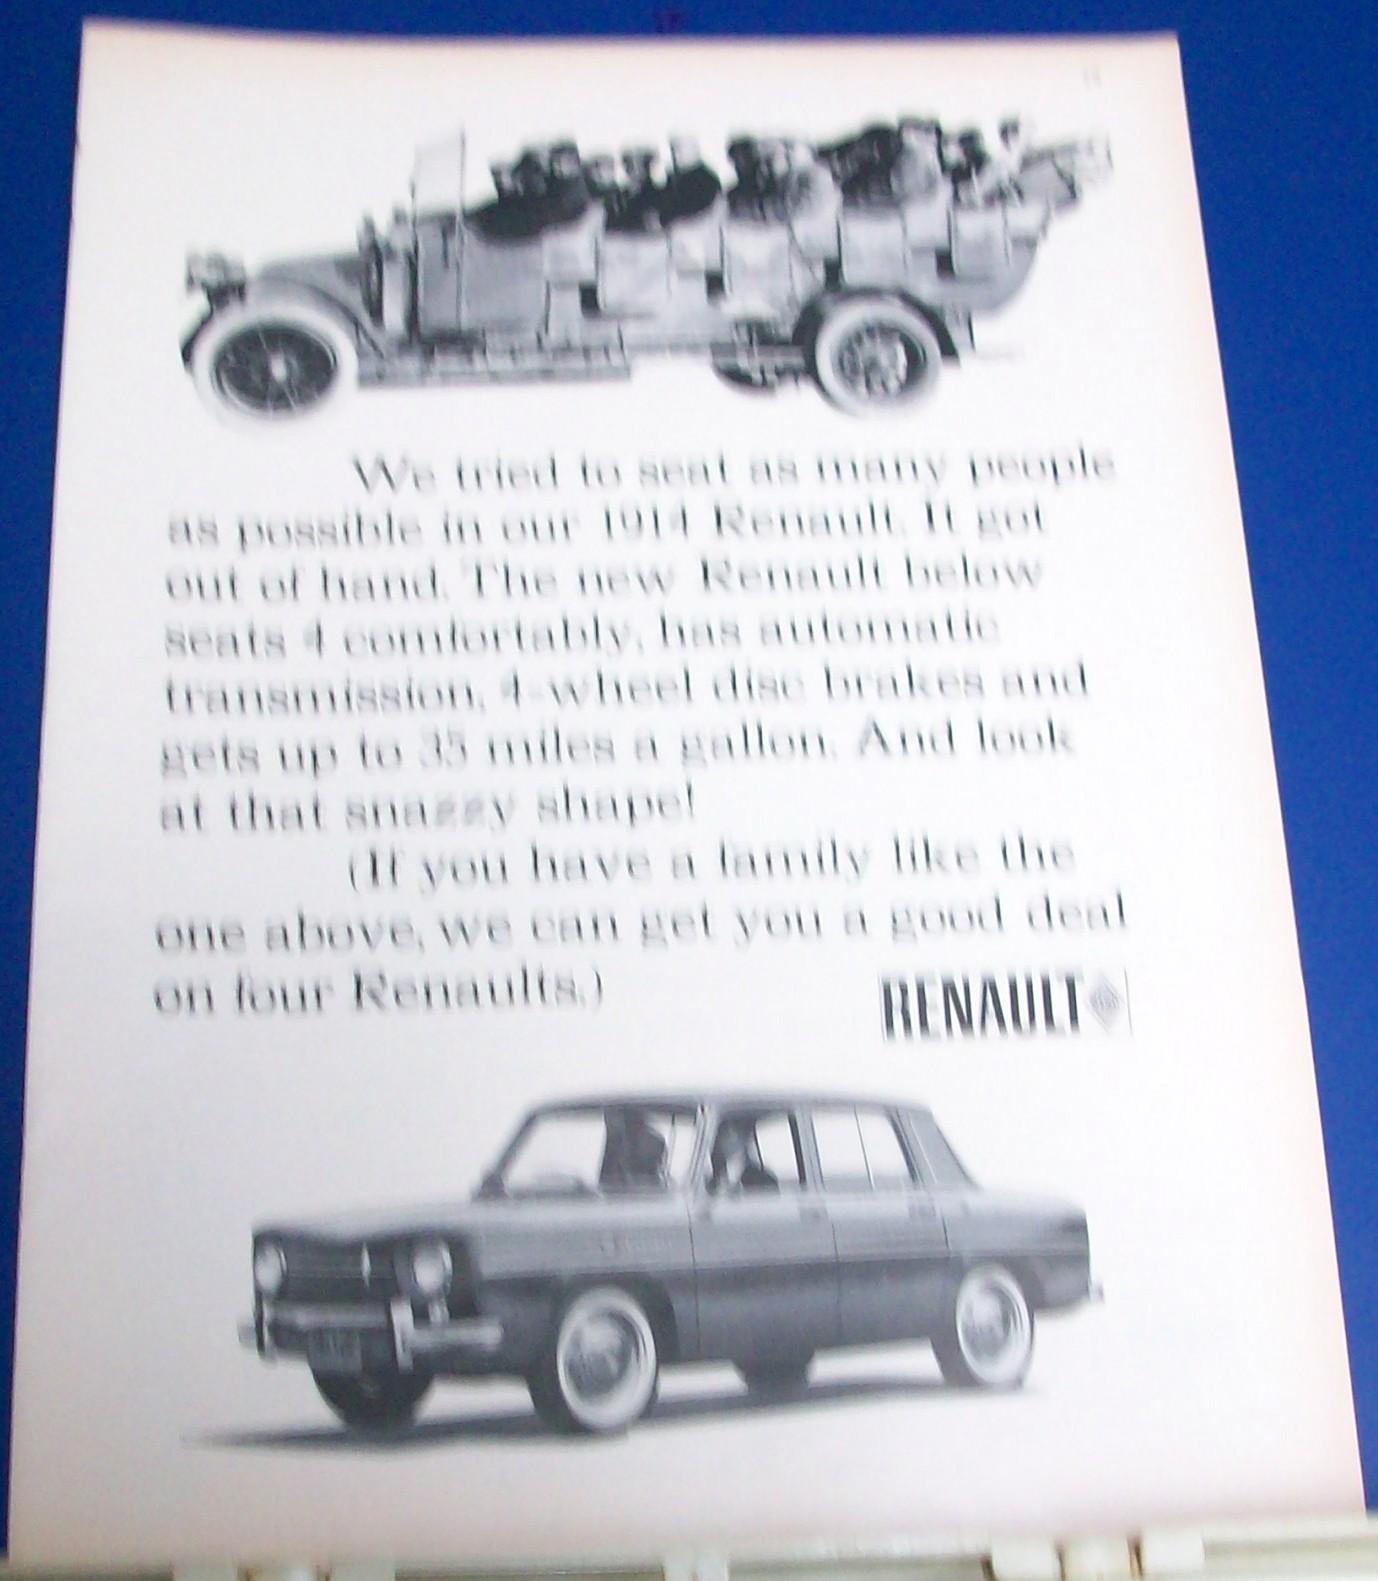 We tried to seat as many people
as possible in our 1914 Renault. It got
out of hand. The new Renault below
seats 4 comfortably, has automatic
transmission, 4-wheel disc brakes and
gets up to 35 miles a gallon. And look
at that snazzy shape!
(If you have a family like the
one above, we can get you a good deal
on four Renaults.)
RENAULT